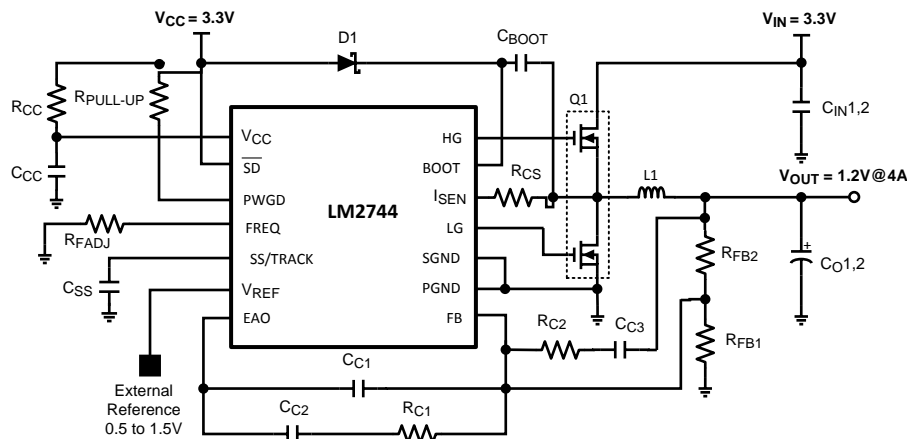 VCC = 3.3V
VIN = 3.3V
D1
CBOOT
RCC
RPULL-UP
Q1
CIN1,2
VCC
HG
CCC
SD
BOOT
RCS
L1
VOUT = 1.2V@4A
PWGD
ISEN
LM2744
FREQ
LG
RFADJ
SS/TRACK
SGND
RFB2
CO1,2
CSS
VREF
PGND
EAO
FB
RC2
CC3
RFB1
CC1
External
Reference
0.5 to 1.5V
CC2
RC1
+